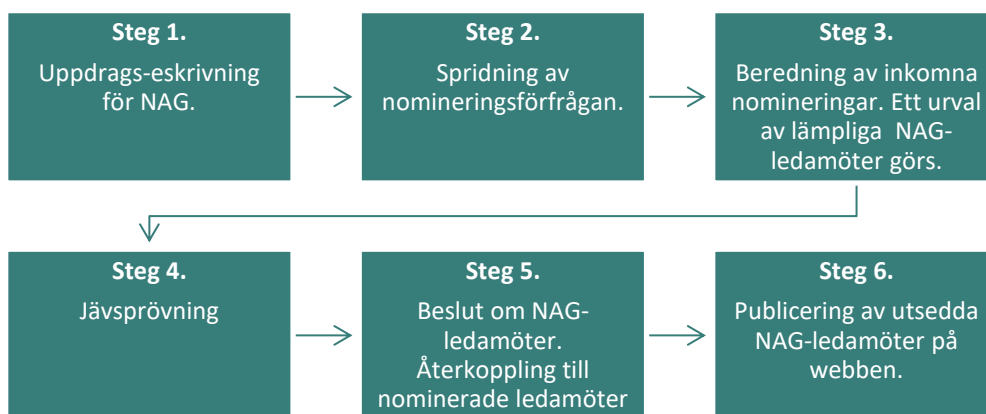 Steg 1.
Uppdrags-eskrivning
för NAG.
Steg 2.
Spridning av
nomineringsförfrågan.
Steg 3.
Beredning av inkomna
nomineringar. Ett urval
av lämpliga  NAG-
ledamöter görs.
Steg 4.
Jävsprövning
Steg 5.
Beslut om NAG-
ledamöter.
Återkoppling till
nominerade ledamöter
Steg 6.
Publicering av utsedda
NAG-ledamöter på
webben.